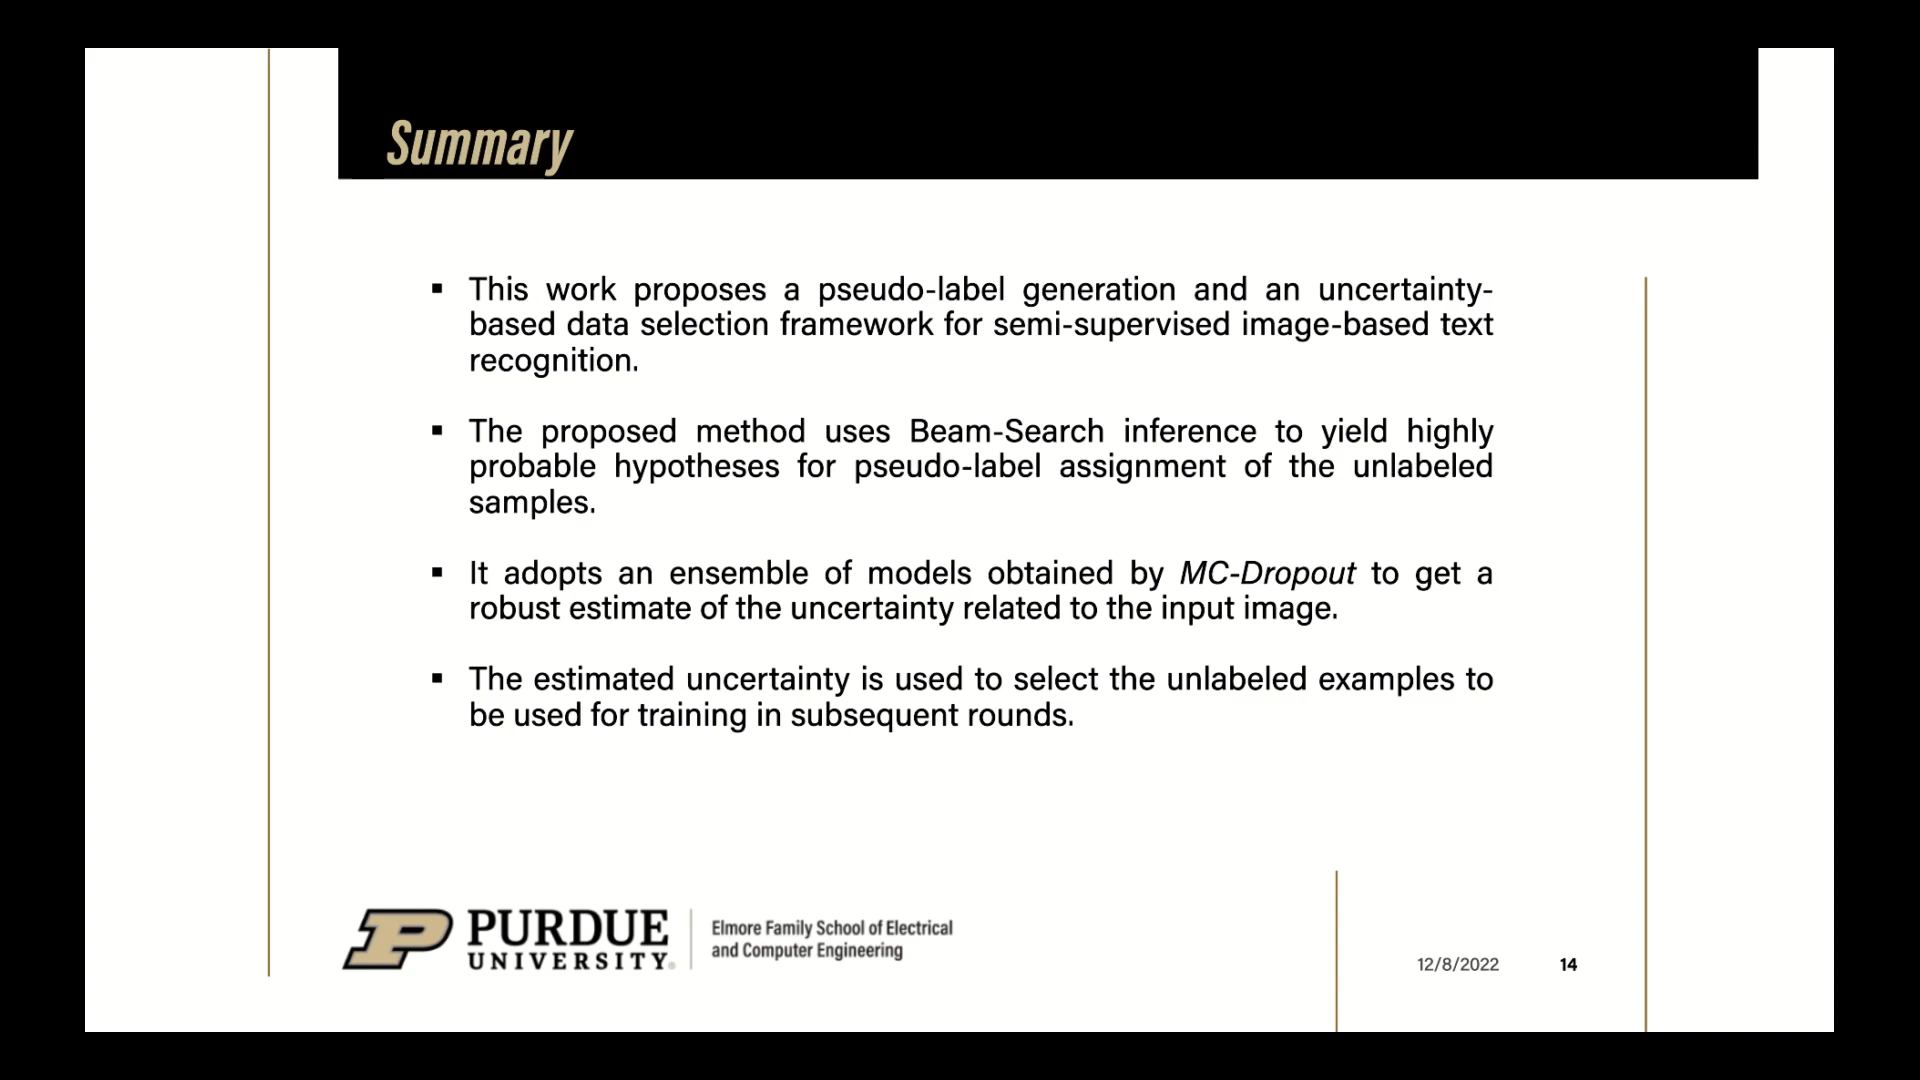 Summary
▪ This work proposes a pseudo-label generation and an uncertainty-
based data selection framework for semi-supervised image-based text
recognition.
▪ The proposed method uses Beam-Search inference to yield highly
probable hypotheses for pseudo-label assignment of the unlabeled
samples.
▪ It adopts an ensemble of models obtained by MC-Dropout to get a
robust estimate of the uncertainty related to the input image.
▪ The estimated uncertainty is used to select the unlabeled examples to
be used for training in subsequent rounds.
P PURDUE
UNIVERSITY®
Elmore Family School of Electrical
and Computer Engineering
12/8/2022 14